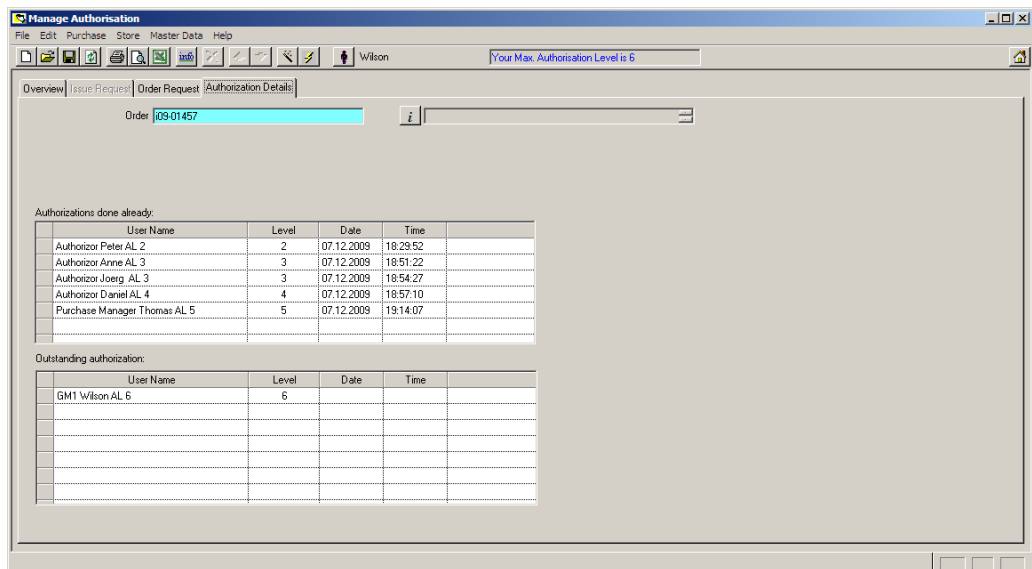 Manage Authorisation
File Edit Purchase Store Master Data Help
info Wilson Your Max. Authorisation Level is 6
Overview Issue Request Order Request Authorization Details
Order i09-01457 i
Authorizations done already:
User Name Level Date Time
Authorizor Peter AL 2 2 07.12.2009 18:29:52
Authorizor Anne AL 3 3 07.12.2009 18:51:22
Authorizor Joerg AL 3 3 07.12.2009 18:54:27
Authorizor Daniel AL 4 4 07.12.2009 18:57:10
Purchase Manager Thomas AL 5 5 07.12.2009 19:14:07
Outstanding authorization:
User Name Level Date Time
GM1 Wilson AL 6 6